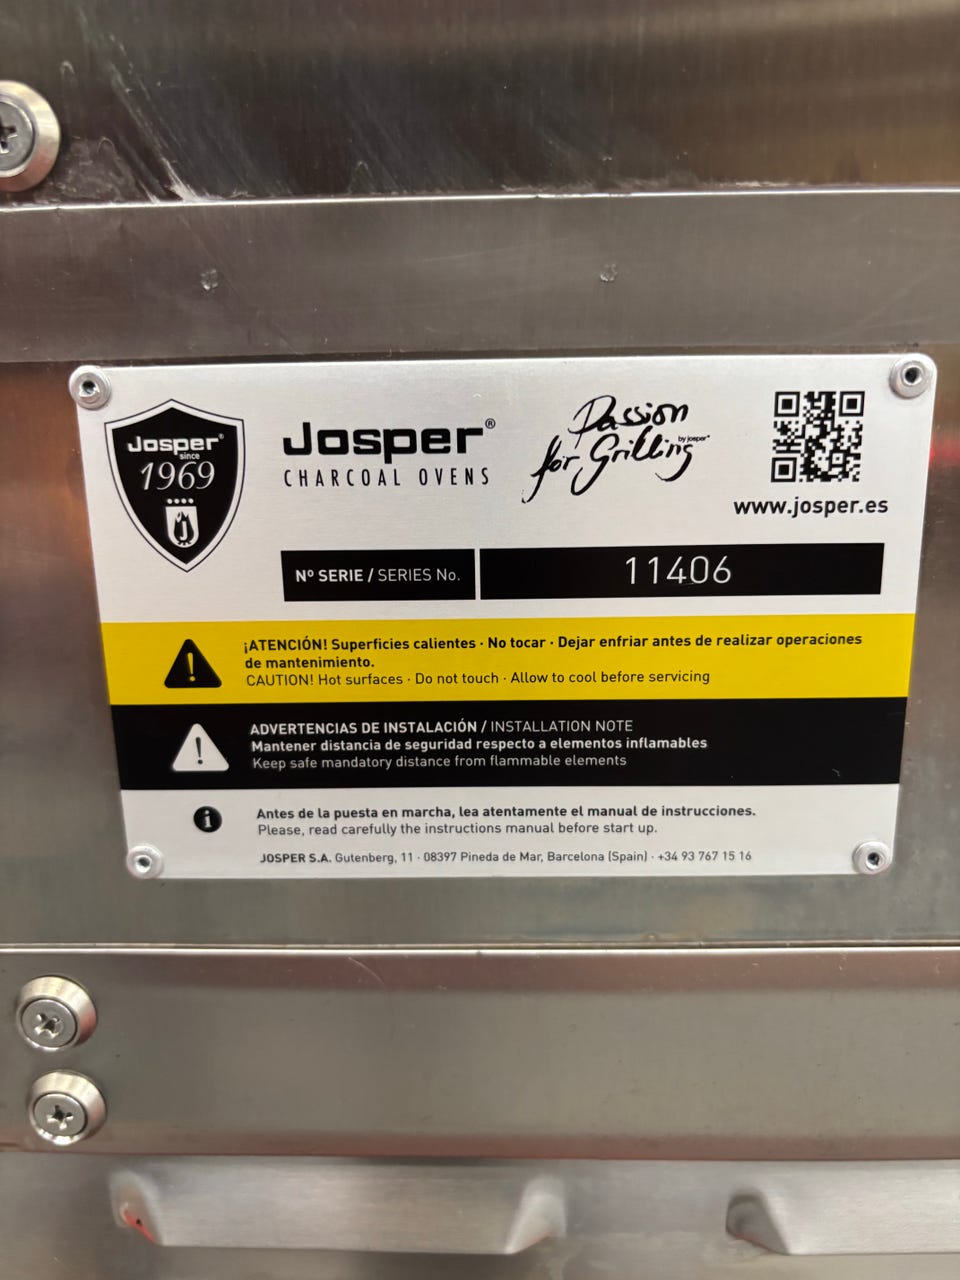 Josper®
since
1969
J
Josper®
CHARCOAL OVENS
Passion
for Grilling
by josper®
www.josper.es
Nº SERIE / SERIES No.
11406
¡ATENCIÓN! Superficies calientes · No tocar · Dejar enfriar antes de realizar operaciones
de mantenimiento.
CAUTION! Hot surfaces · Do not touch · Allow to cool before servicing
ADVERTENCIAS DE INSTALACIÓN / INSTALLATION NOTE
Mantener distancia de seguridad respecto a elementos inflamables
Keep safe mandatory distance from flammable elements
Antes de la puesta en marcha, lea atentamente el manual de instrucciones.
Please, read carefully the instructions manual before start up.
JOSPER S.A. Gutenberg, 11 · 08397 Pineda de Mar, Barcelona (Spain) · +34 93 767 15 16